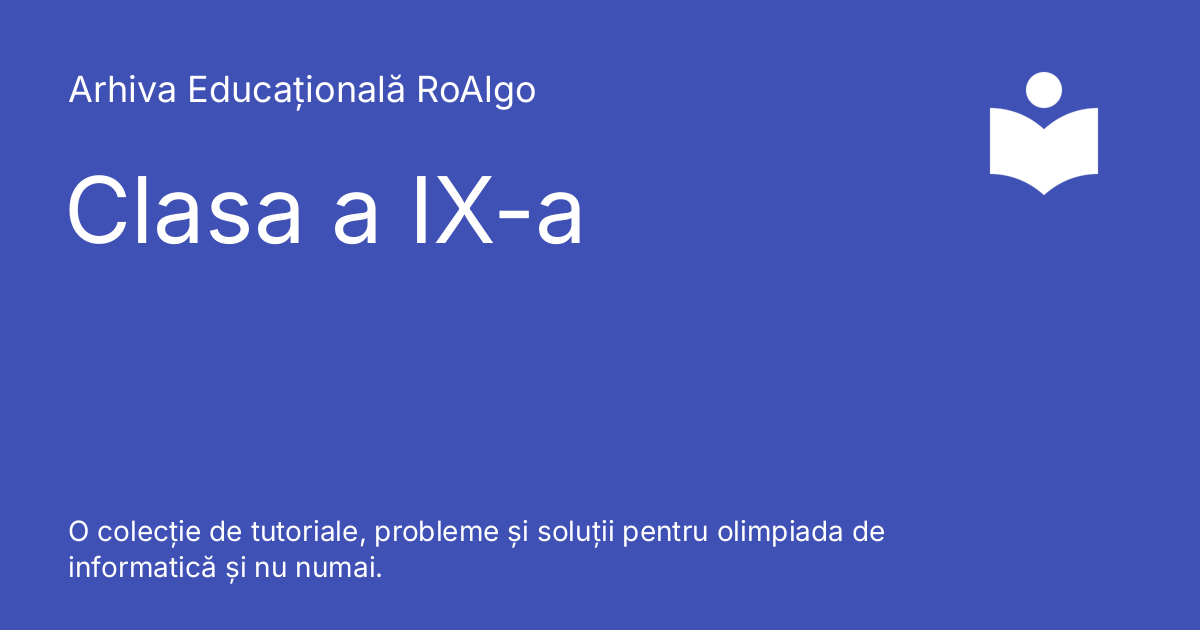 Arhiva Educațională RoAlgo
Clasa a IX-a
O colecție de tutoriale, probleme și soluții pentru olimpiada de
informatică și nu numai.